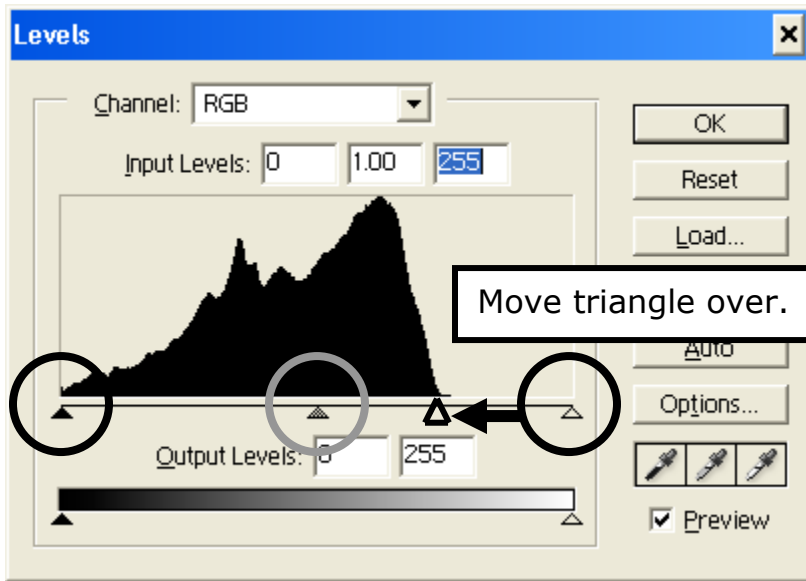 Levels
Channel: RGB
Input Levels: 0 1.00 255
OK
Reset
Load...
Move triangle over.
Auto
Options...
Output Levels: 0 255
Preview